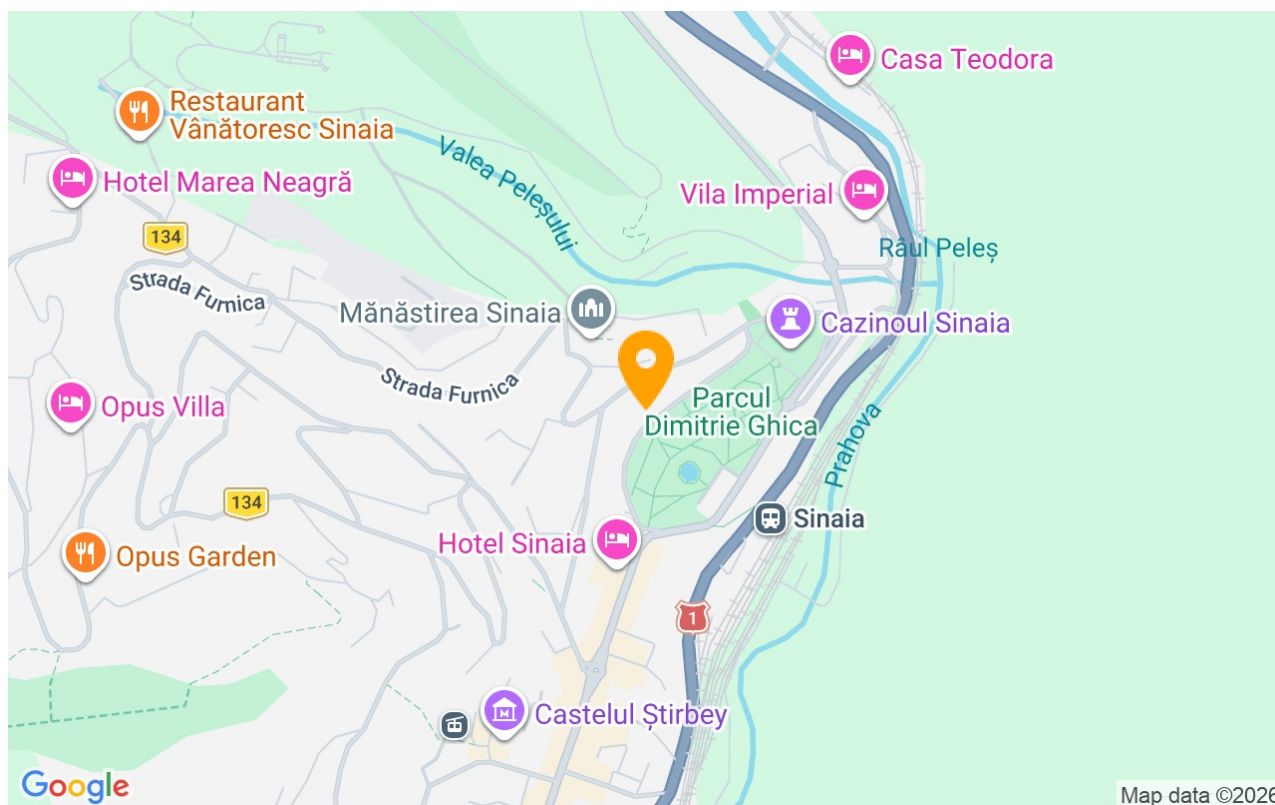 Casa Teodora
Restaurant
Vânătoresc Sinaia
Valea Peleșului
Hotel Marea Neagră
Vila Imperial
134
Râul Peleș
Strada Furnica
Mănăstirea Sinaia
Cazinoul Sinaia
Strada Furnica
Opus Villa
Parcul
Dimitrie Ghica
Prahova
134
Sinaia
Hotel Sinaia
Opus Garden
1
M
Castelul Știrbey
Google
Map data ©2026